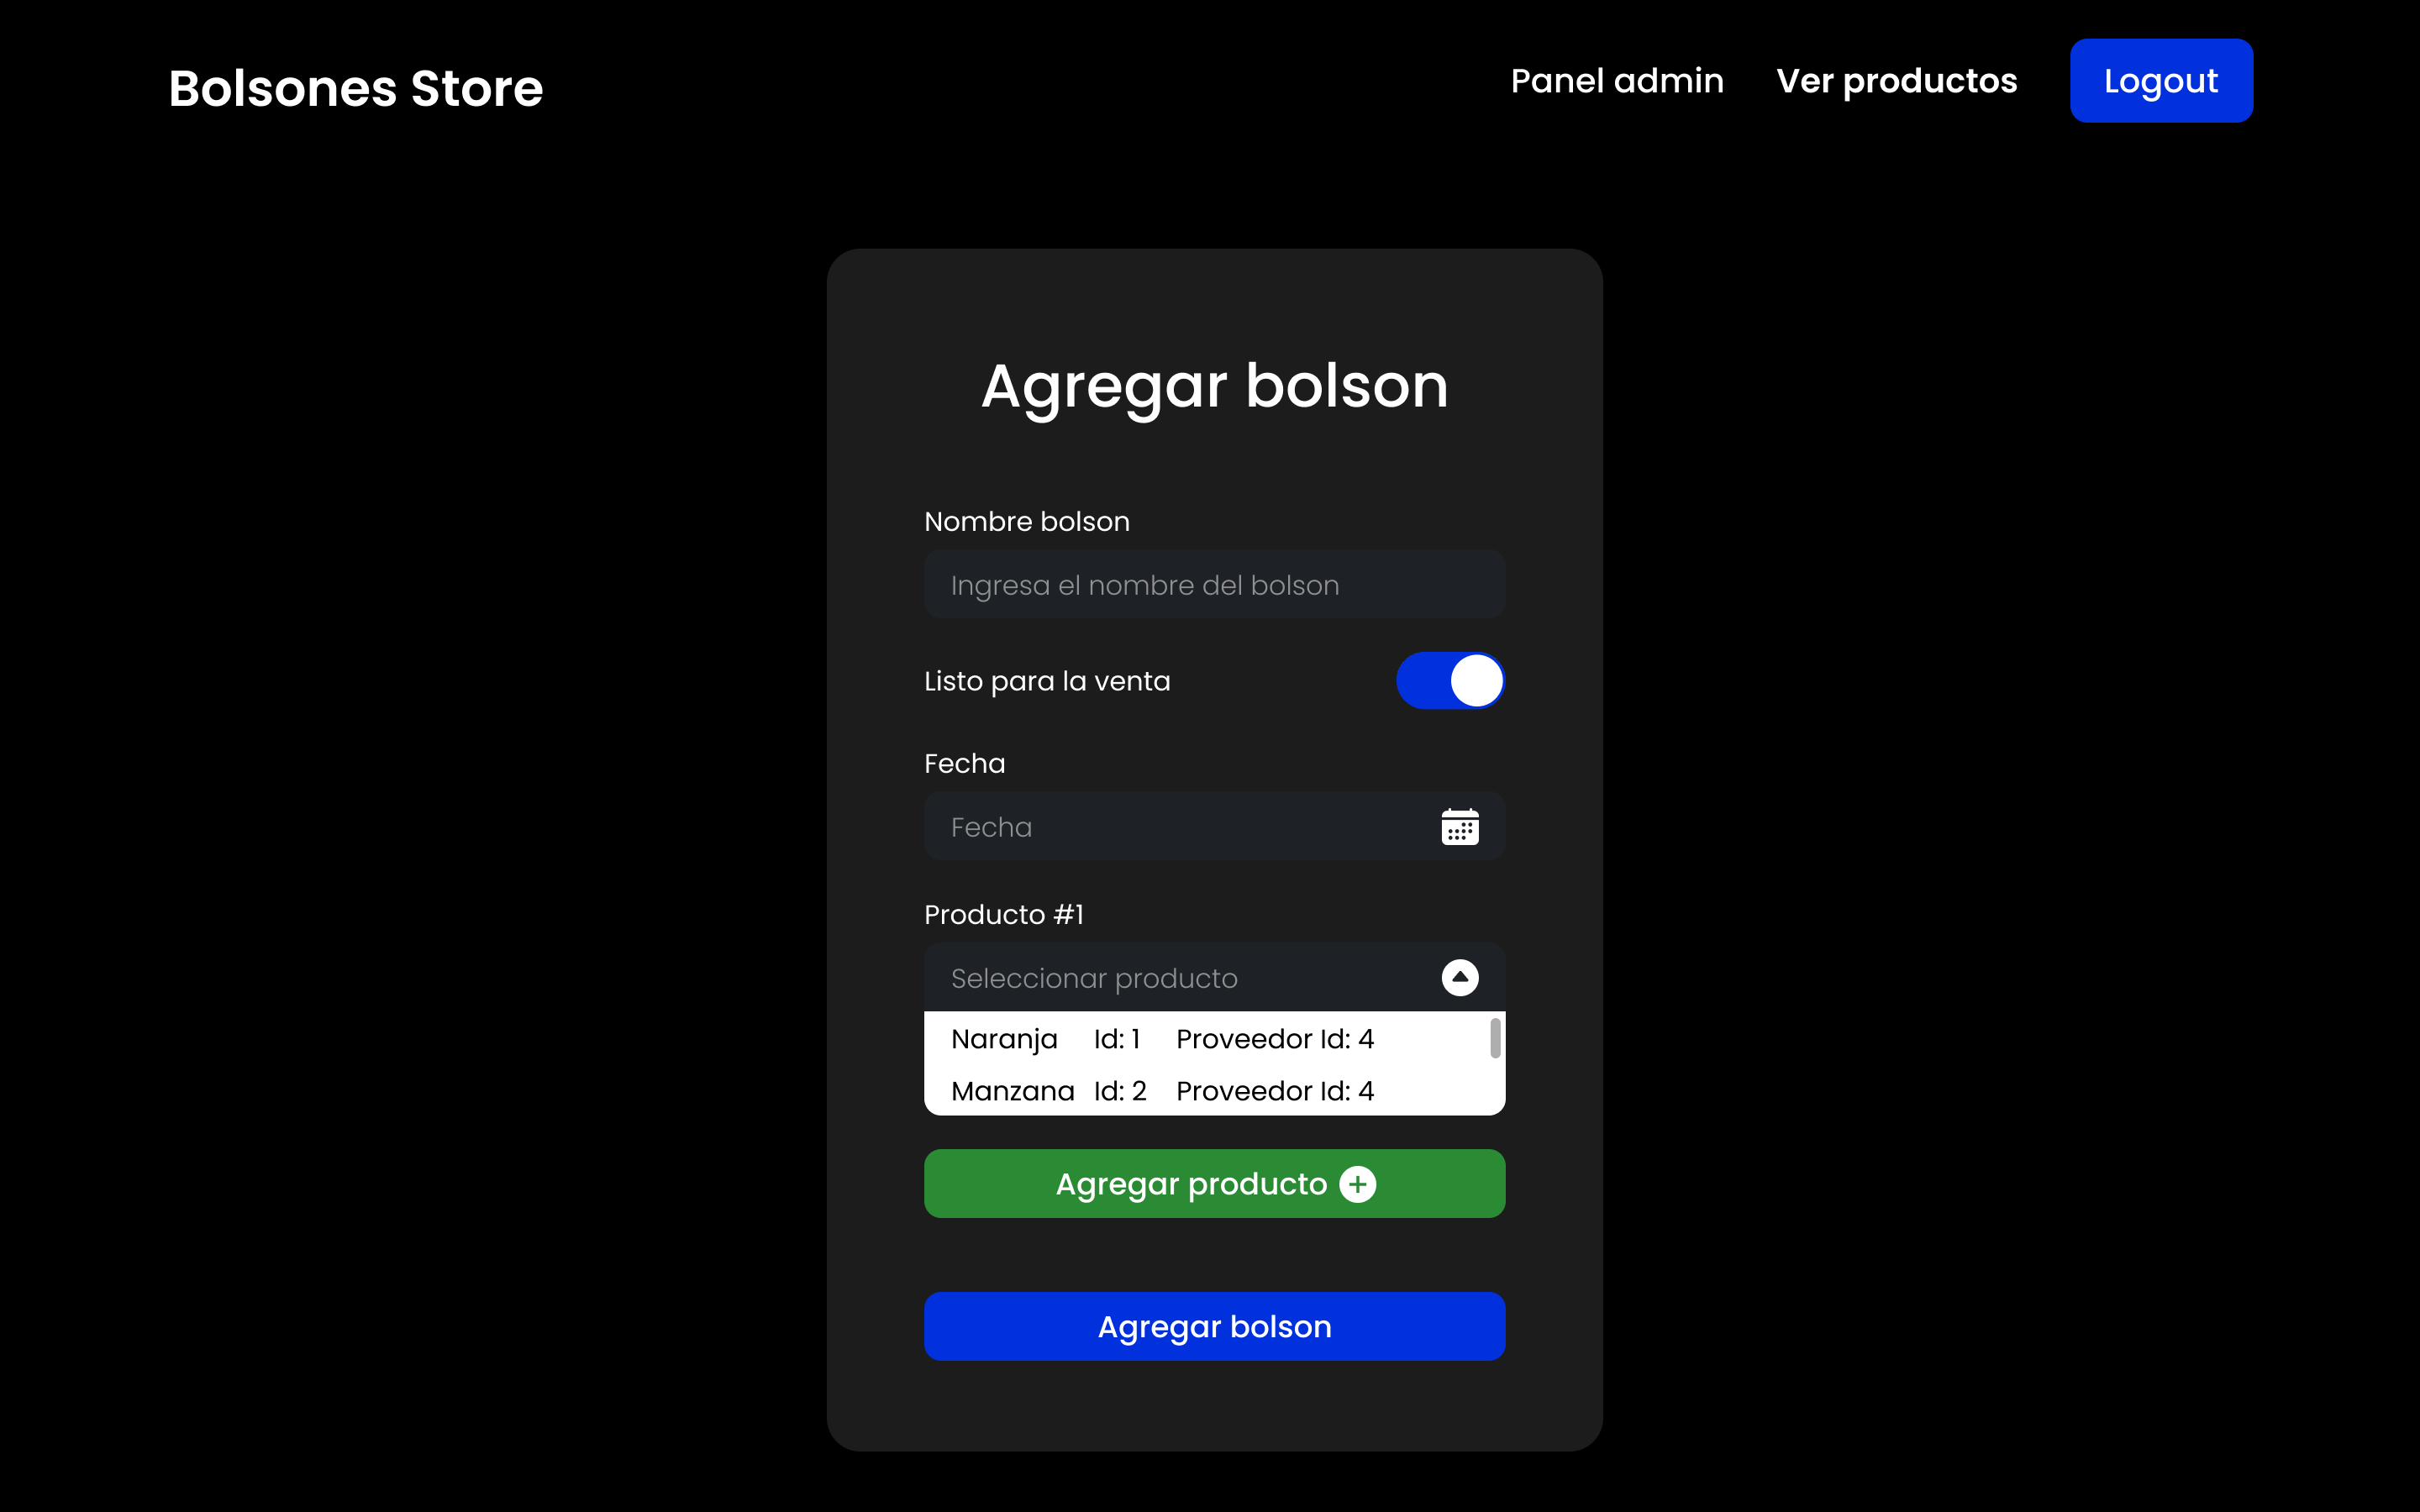 Bolsones Store
Panel admin
Ver productos
Logout
Agregar bolson
Nombre bolson
Ingresa el nombre del bolson
Listo para la venta
Fecha
Fecha
Producto #1
Seleccionar producto
Naranja Id: 1 Proveedor Id: 4
Manzana Id: 2 Proveedor Id: 4
Agregar producto
Agregar bolson